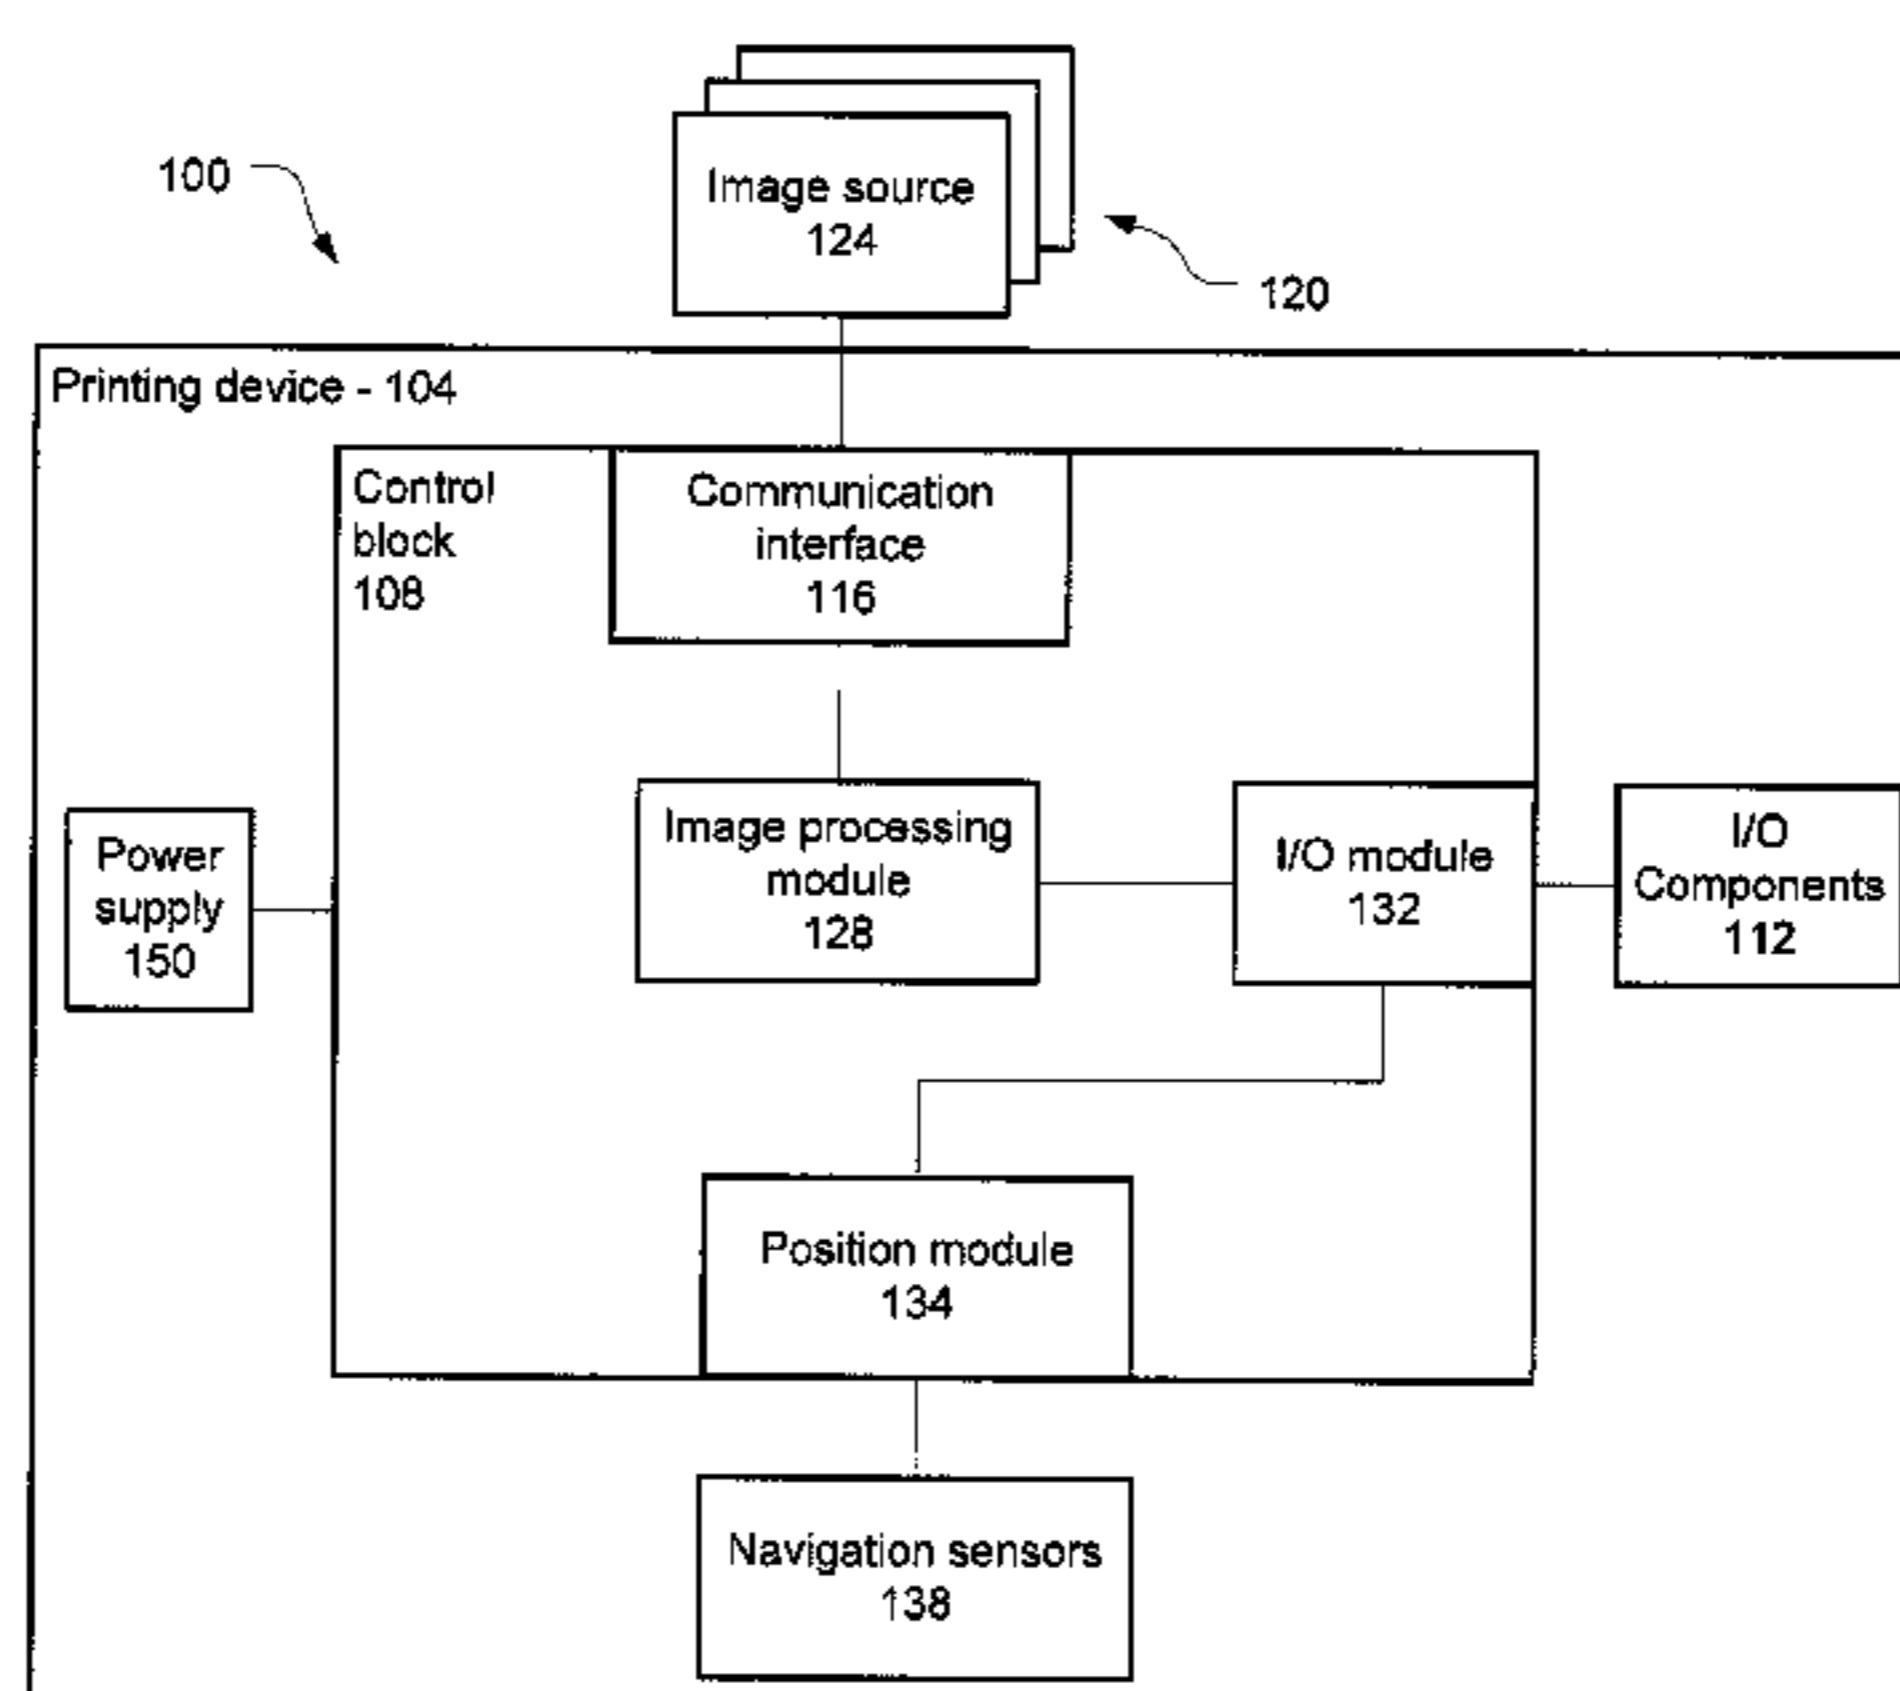 100
Image source
124
120
Printing device - 104
Control
block
108
Communication
interface
116
Power
supply
150
Image processing
module
128
I/O module
132
I/O
Components
112
Position module
134
Navigation sensors
138